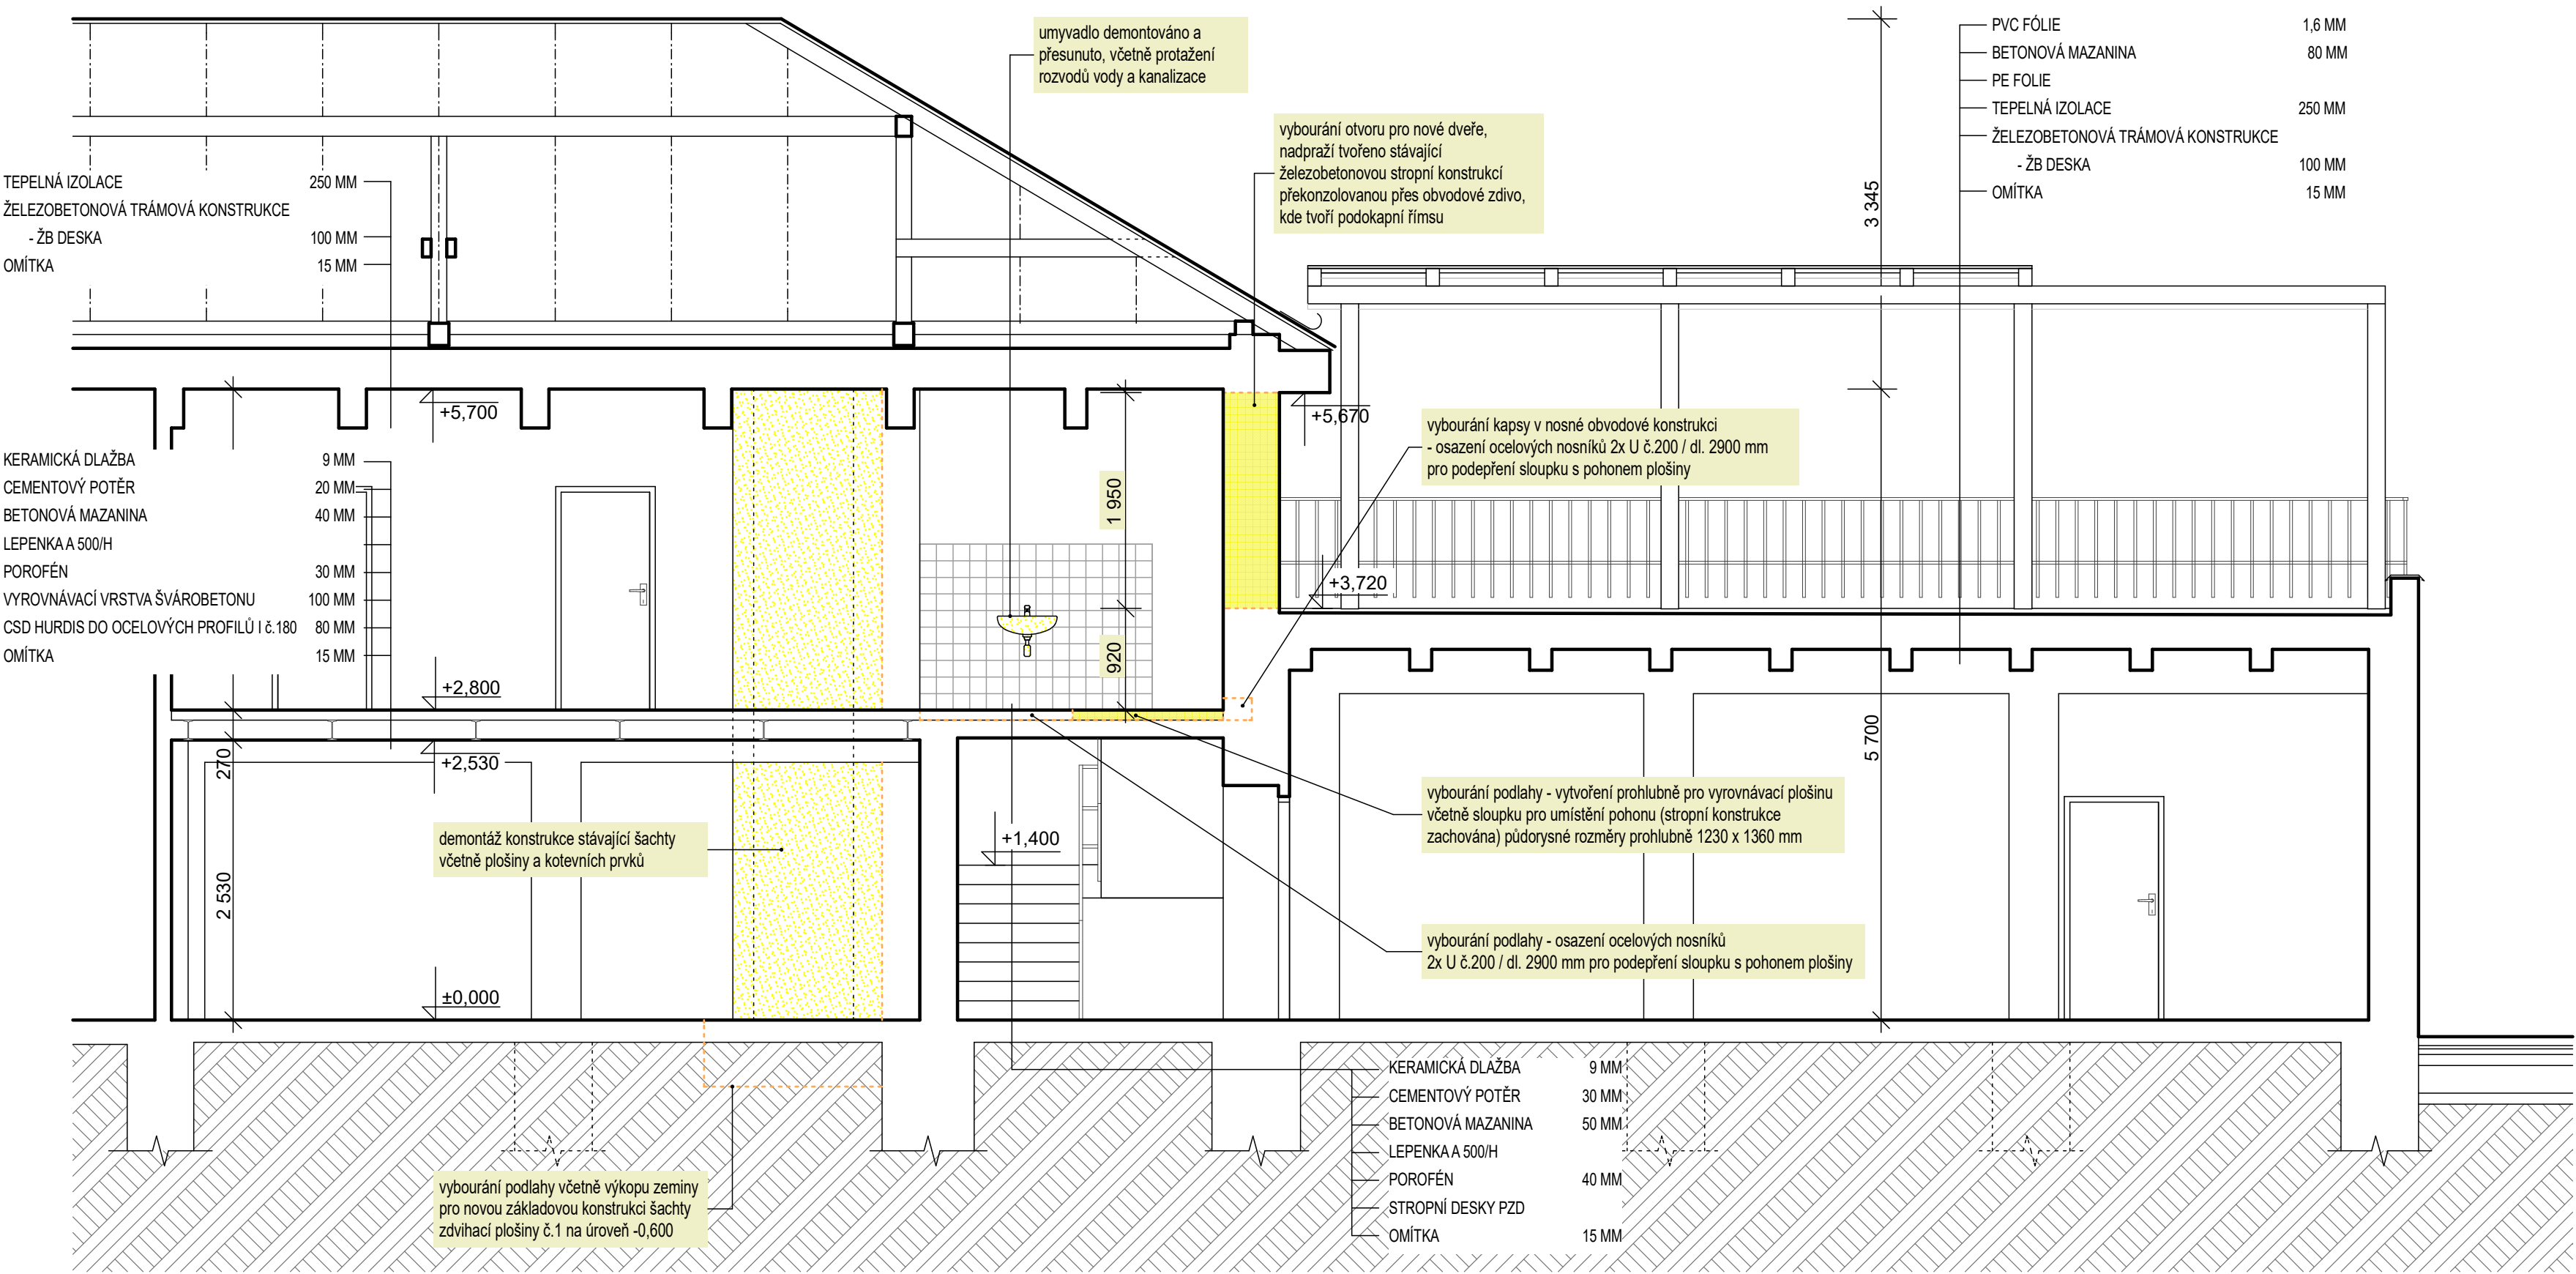 umyvadlo demontováno a
přesunuto, včetně protažení
rozvodů vody a kanalizace
vybourání otvoru pro nové dveře,
nadpraží tvořeno stávající
železobetonovou stropní konstrukcí
překonzolovanou přes obvodové zdivo,
kde tvoří podokapní římsu
3 345
PVC FÓLIE 1,6 MM
BETONOVÁ MAZANINA 80 MM
PE FOLIE
TEPELNÁ IZOLACE 250 MM
ŽELEZOBETONOVÁ TRÁMOVÁ KONSTRUKCE
- ŽB DESKA 100 MM
OMÍTKA 15 MM
TEPELNÁ IZOLACE 250 MM
ŽELEZOBETONOVÁ TRÁMOVÁ KONSTRUKCE
- ŽB DESKA 100 MM
OMÍTKA 15 MM
+5,700
+5,670
vybourání kapsy v nosné obvodové konstrukci
- osazení ocelových nosníků 2x U č.200 / dl. 2900 mm
pro podepření sloupku s pohonem plošiny
KERAMICKÁ DLAŽBA 9 MM
CEMENTOVÝ POTĚR 20 MM
BETONOVÁ MAZANINA 40 MM
LEPENKA A 500/H
POROFÉN 30 MM
VYROVNÁVACÍ VRSTVA ŠVÁROBETONU 100 MM
CSD HURDIS DO OCELOVÝCH PROFILŮ I č.180 80 MM
OMÍTKA 15 MM
1 950
+3,720
920
+2,800
270
+2,530
5 700
vybourání podlahy - vytvoření prohlubně pro vyrovnávací plošinu
včetně sloupku pro umístění pohonu (stropní konstrukce
zachována) půdorysné rozměry prohlubně 1230 x 1360 mm
demontáž konstrukce stávající šachty
včetně plošiny a kotevních prvků
+1,400
2 530
vybourání podlahy - osazení ocelových nosníků
2x U č.200 / dl. 2900 mm pro podepření sloupku s pohonem plošiny
±0,000
KERAMICKÁ DLAŽBA 9 MM
CEMENTOVÝ POTĚR 30 MM
BETONOVÁ MAZANINA 50 MM
LEPENKA A 500/H
POROFÉN 40 MM
STROPNÍ DESKY PZD
OMÍTKA 15 MM
vybourání podlahy včetně výkopu zeminy
pro novou základovou konstrukci šachty
zdvihací plošiny č.1 na úroveň -0,600